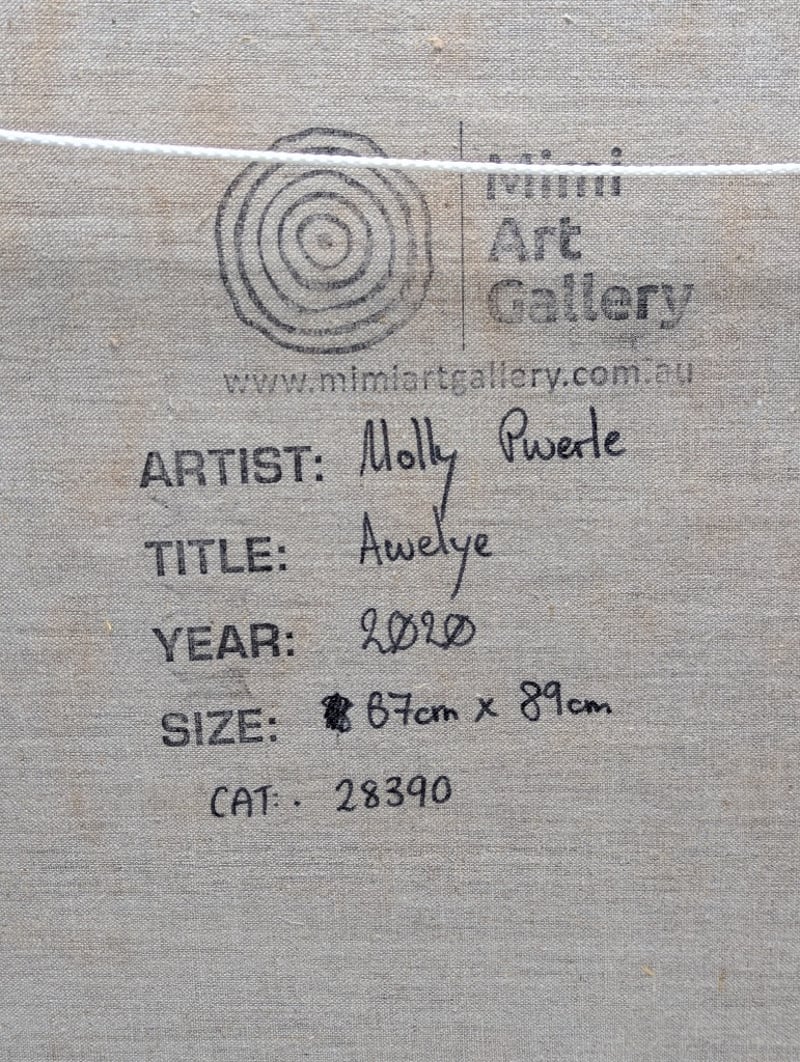 Mimi
Art
Gallery
www.mimiartgallery.com.au
ARTIST: Molly Pwerle
TITLE: Awelye
YEAR: 2020
SIZE: 67cm x 89cm
CAT: . 28390